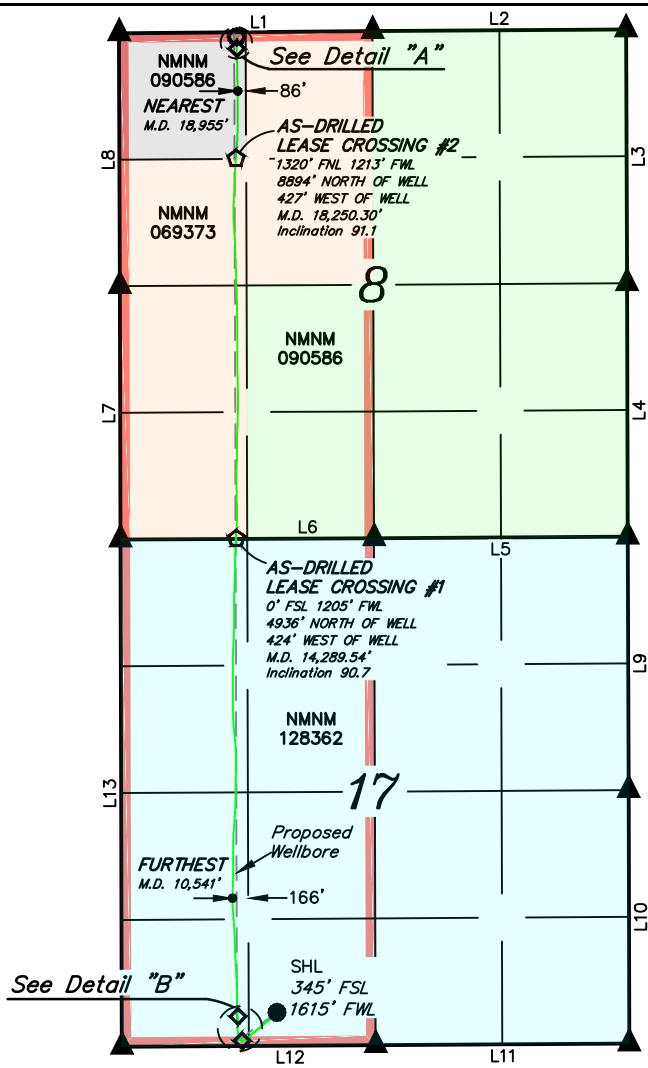 L1
L2
NMNM
090586
See Detail "A"
NEAREST
M.D. 18,955'
86'
AS-DRILLED
LEASE CROSSING #2
1320' FNL 1213' FWL
8894' NORTH OF WELL
427' WEST OF WELL
M.D. 18,250.30'
Inclination 91.1
L8
L3
NMNM
069373
8
NMNM
090586
L7
L4
L6
L5
AS-DRILLED
LEASE CROSSING #1
0' FSL 1205' FWL
4936' NORTH OF WELL
424' WEST OF WELL
M.D. 14,289.54'
Inclination 90.7
L9
NMNM
128362
17
L13
Proposed
Wellbore
FURTHEST
M.D. 10,541'
166'
L10
See Detail "B"
SHL
345' FSL
1615' FWL
L12
L11